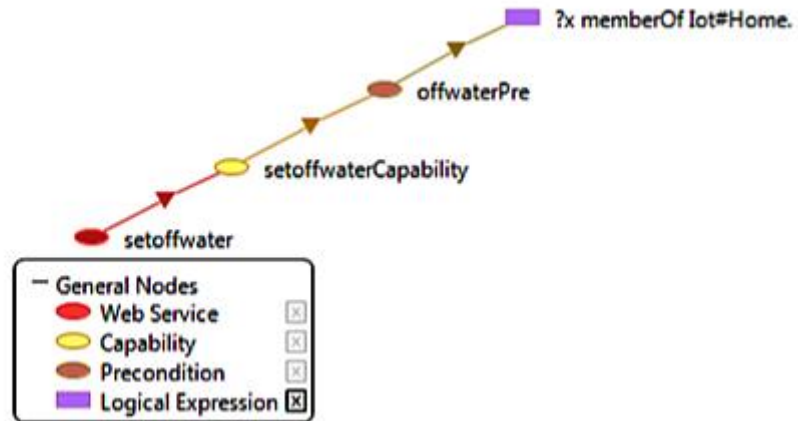 ?x memberOf Iot#Home.
offwaterPre
setoffwaterCapability
setoffwater
General Nodes
Web Service
Capability
Precondition
Logical Expression